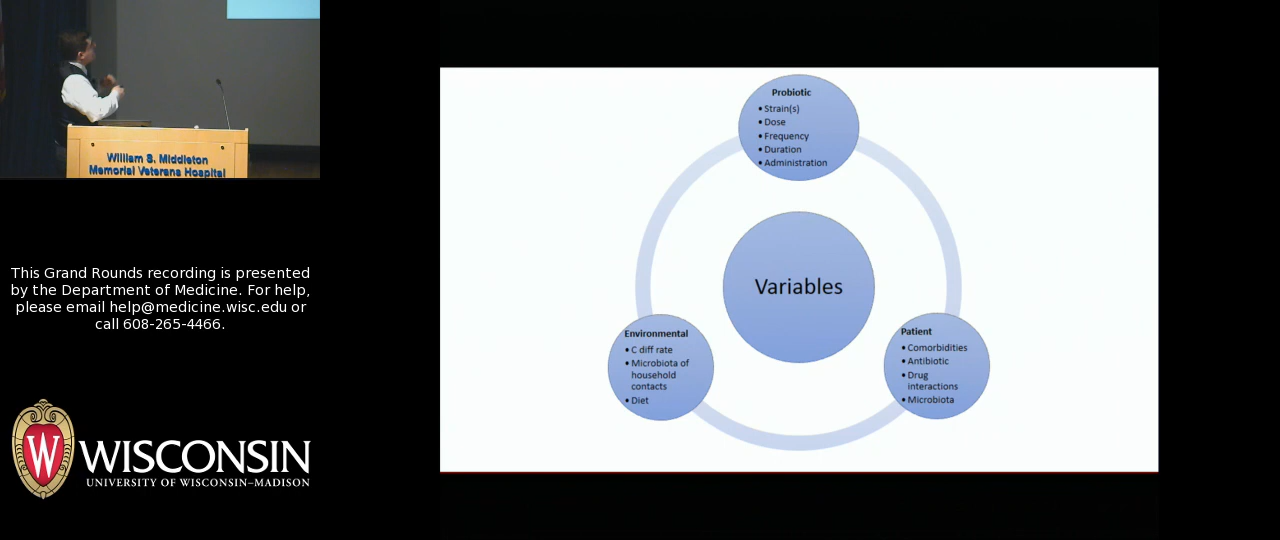 William S. Middleton
Memorial Veterans Hospital
This Grand Rounds recording is presented
by the Department of Medicine. For help,
please email help@medicine.wisc.edu or
call 608-265-4466.
W
WISCONSIN
UNIVERSITY OF WISCONSIN–MADISON
Probiotic
• Strain(s)
• Dose
• Frequency
• Duration
• Administration
Variables
Environmental
• C diff rate
• Microbiota of
household
contacts
• Diet
Patient
• Comorbidities
• Antibiotic
• Drug
interactions
• Microbiota